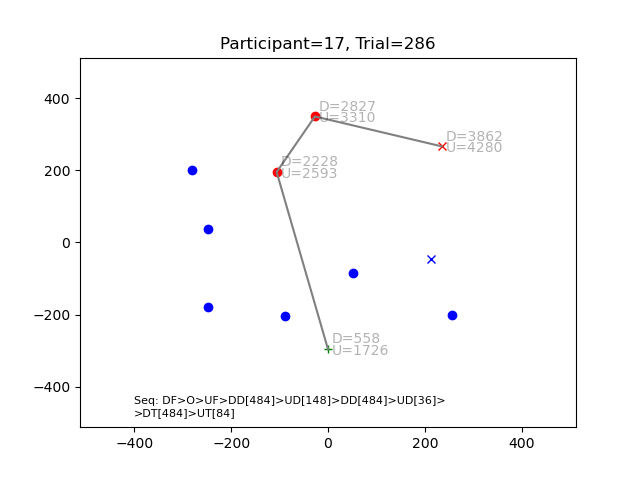 Participant=17, Trial=286
400
200
0
−200
−400
D=2827
U=3310
D=3862
U=4280
D=2228
U=2593
D=558
U=1726
Seq: DF>O>UF>DD[484]>UD[148]>DD[484]>UD[36]>
>DT[484]>UT[84]
−400 −200 0 200 400